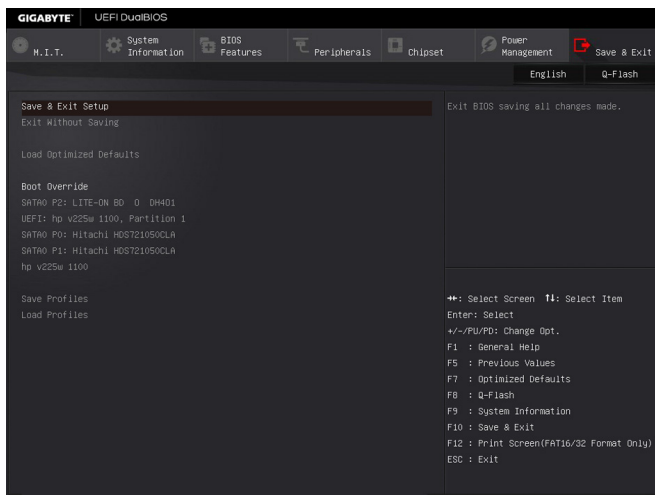 GIGABYTE™ UEFI DualBIOS
M.I.T.
System
Information
BIOS
Features
Peripherals
Chipset
Power
Management
Save & Exit
English Q-Flash
Save & Exit Setup
Exit Without Saving
Load Optimized Defaults
Boot Override
SATA0 P2: LITE-ON BD O DH401
UEFI: hp v225w 1100, Partition 1
SATA0 P0: Hitachi HDS721050CLA
SATA0 P1: Hitachi HDS721050CLA
hp v225w 1100
Save Profiles
Load Profiles
Exit BIOS saving all changes made.
→←: Select Screen ↑↓: Select Item
Enter: Select
+/-/PU/PD: Change Opt.
F1 : General Help
F5 : Previous Values
F7 : Optimized Defaults
F8 : Q-Flash
F9 : System Information
F10 : Save & Exit
F12 : Print Screen(FAT16/32 Format Only)
ESC : Exit